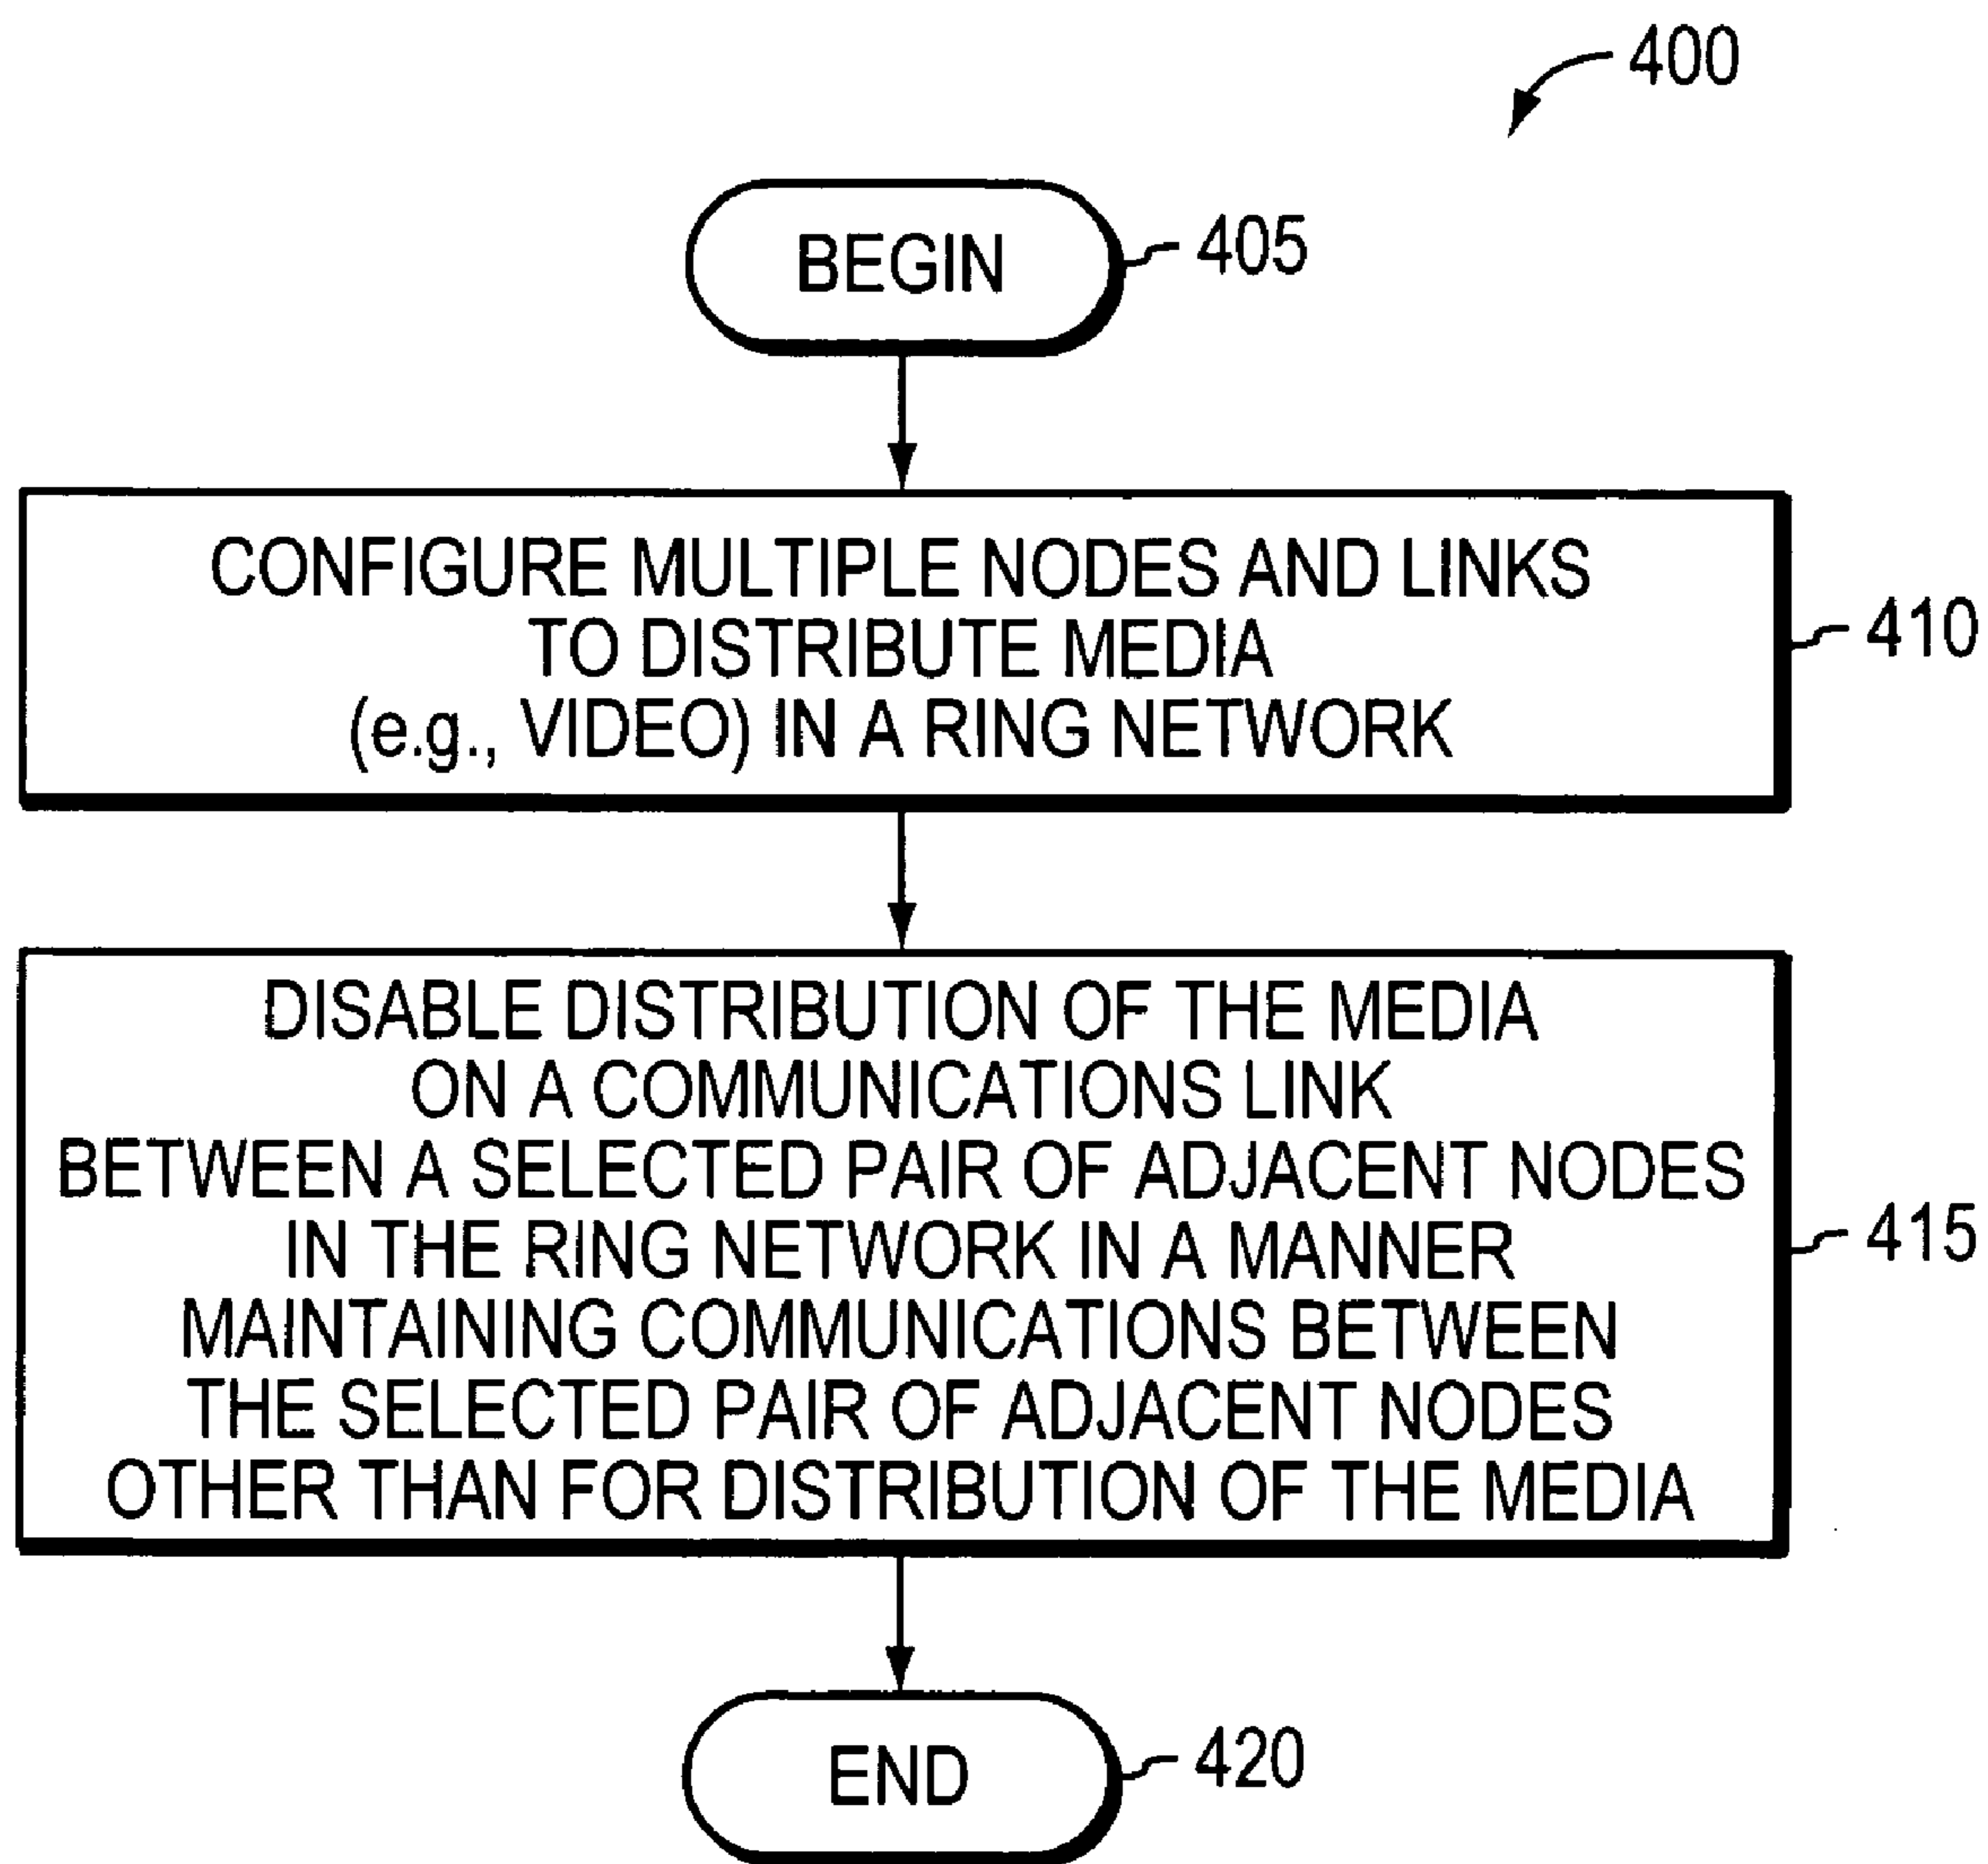 400
BEGIN
405
CONFIGURE MULTIPLE NODES AND LINKS
TO DISTRIBUTE MEDIA
(e.g., VIDEO) IN A RING NETWORK
410
DISABLE DISTRIBUTION OF THE MEDIA
ON A COMMUNICATIONS LINK
BETWEEN A SELECTED PAIR OF ADJACENT NODES
IN THE RING NETWORK IN A MANNER
MAINTAINING COMMUNICATIONS BETWEEN
THE SELECTED PAIR OF ADJACENT NODES
OTHER THAN FOR DISTRIBUTION OF THE MEDIA
415
END
420